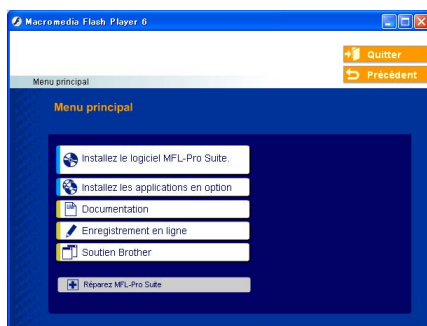 Macromedia Flash Player 6
Quitter
Précédent
Menu principal
Menu principal
Installez le logiciel MFL-Pro Suite.
Installez les applications en option
Documentation
Enregistrement en ligne
Soutien Brother
Réparez MFL-Pro Suite